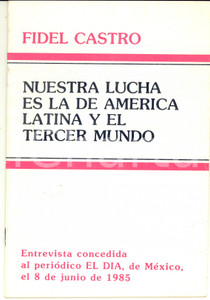 FIDEL CASTRO
NUESTRA LUCHA
ES LA DE AMERICA
LATINA Y EL
TERCER MUNDO
Entrevista concedida
al periódico EL DIA, de México,
el 8 de junio de 1985